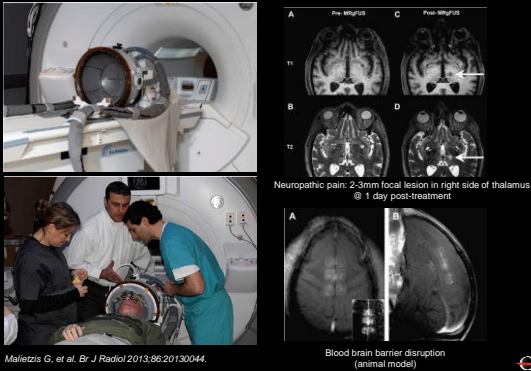 Pre- MRgFUS
Post- MRgFUS
A
C
T1
B
D
T2
Neuropathic pain: 2-3mm focal lesion in right side of thalamus
@ 1 day post-treatment
A
B
Blood brain barrier disruption
(animal model)
Malietzis G, et al. Br J Radiol 2013;86:20130044.